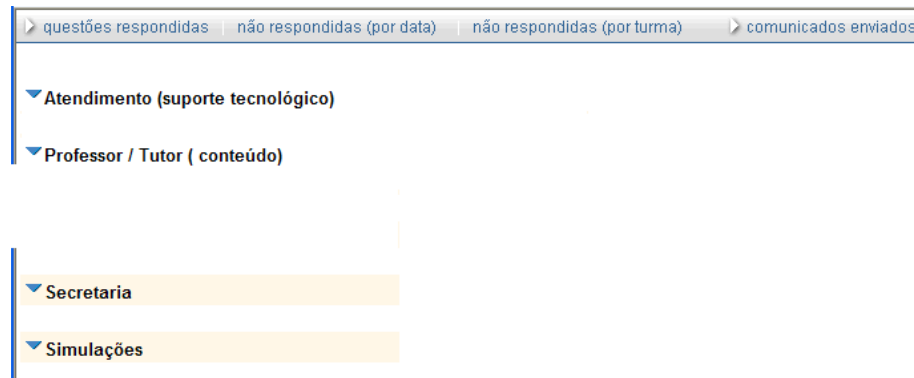 questões respondidas não respondidas (por data) não respondidas (por turma) comunicados enviados
Atendimento (suporte tecnológico)
Professor / Tutor ( conteúdo)
Secretaria
Simulações